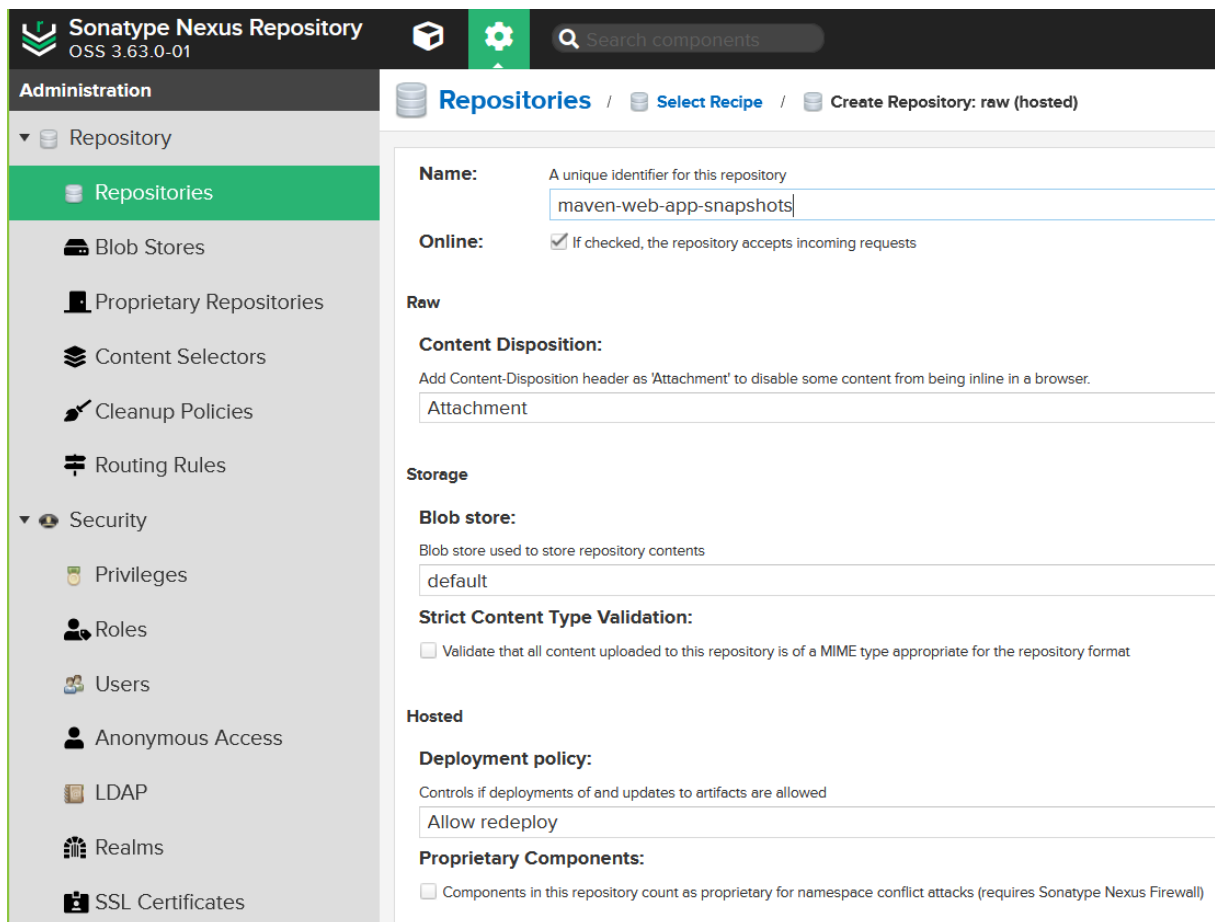 Sonatype Nexus Repository
OSS 3.63.0-01
Search components
Administration
Repositories / Select Recipe / Create Repository: raw (hosted)
Repository
Repositories
Blob Stores
Proprietary Repositories
Content Selectors
Cleanup Policies
Routing Rules
Security
Privileges
Roles
Users
Anonymous Access
LDAP
Realms
SSL Certificates
Name: A unique identifier for this repository
maven-web-app-snapshots
Online: If checked, the repository accepts incoming requests
Raw
Content Disposition:
Add Content-Disposition header as 'Attachment' to disable some content from being inline in a browser.
Attachment
Storage
Blob store:
Blob store used to store repository contents
default
Strict Content Type Validation:
Validate that all content uploaded to this repository is of a MIME type appropriate for the repository format
Hosted
Deployment policy:
Controls if deployments of and updates to artifacts are allowed
Allow redeploy
Proprietary Components:
Components in this repository count as proprietary for namespace conflict attacks (requires Sonatype Nexus Firewall)